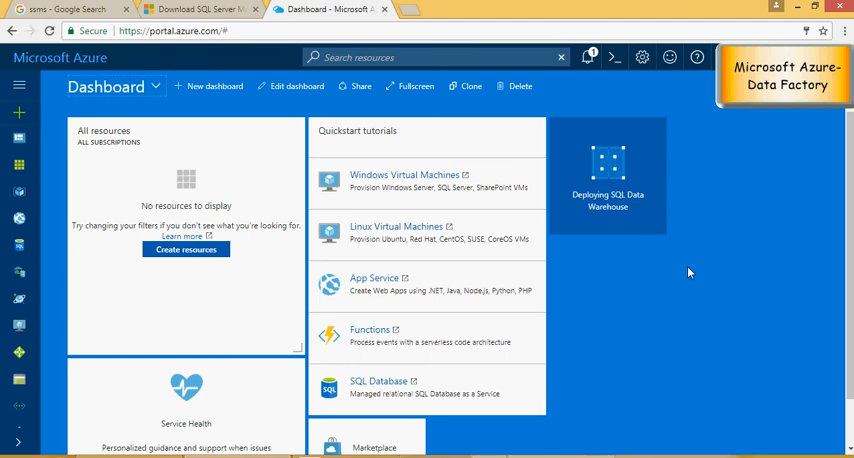 ssms - Google Search
Download SQL Server M
Dashboard - Microsoft A
Secure
https://portal.azure.com/#
Microsoft Azure
Search resources
1
Microsoft Azure-
Data Factory
Dashboard
New dashboard
Edit dashboard
Share
Fullscreen
Clone
Delete
All resources
ALL SUBSCRIPTIONS
No resources to display
Try changing your filters if you don't see what you're looking for.
Learn more
Create resources
Quickstart tutorials
Windows Virtual Machines
Provision Windows Server, SQL Server, SharePoint VMs
Linux Virtual Machines
Provision Ubuntu, Red Hat, CentOS, SUSE, CoreOS VMs
App Service
Create Web Apps using .NET, Java, Node.js, Python, PHP
Functions
Process events with a serverless code architecture
SQL
SQL Database
Managed relational SQL Database as a Service
Deploying SQL Data
Warehouse
Service Health
Personalized guidance and support when issues
Marketplace